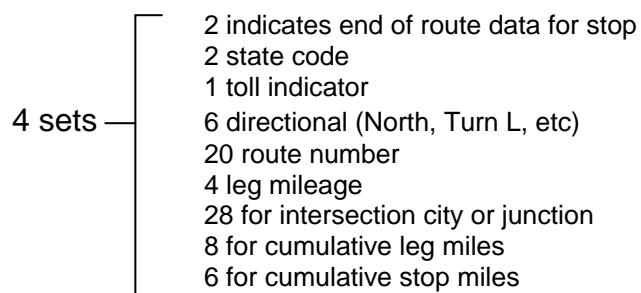 2 indicates end of route data for stop
2 state code
1 toll indicator
4 sets
6 directional (North, Turn L, etc)
20 route number
4 leg mileage
28 for intersection city or junction
8 for cumulative leg miles
6 for cumulative stop miles